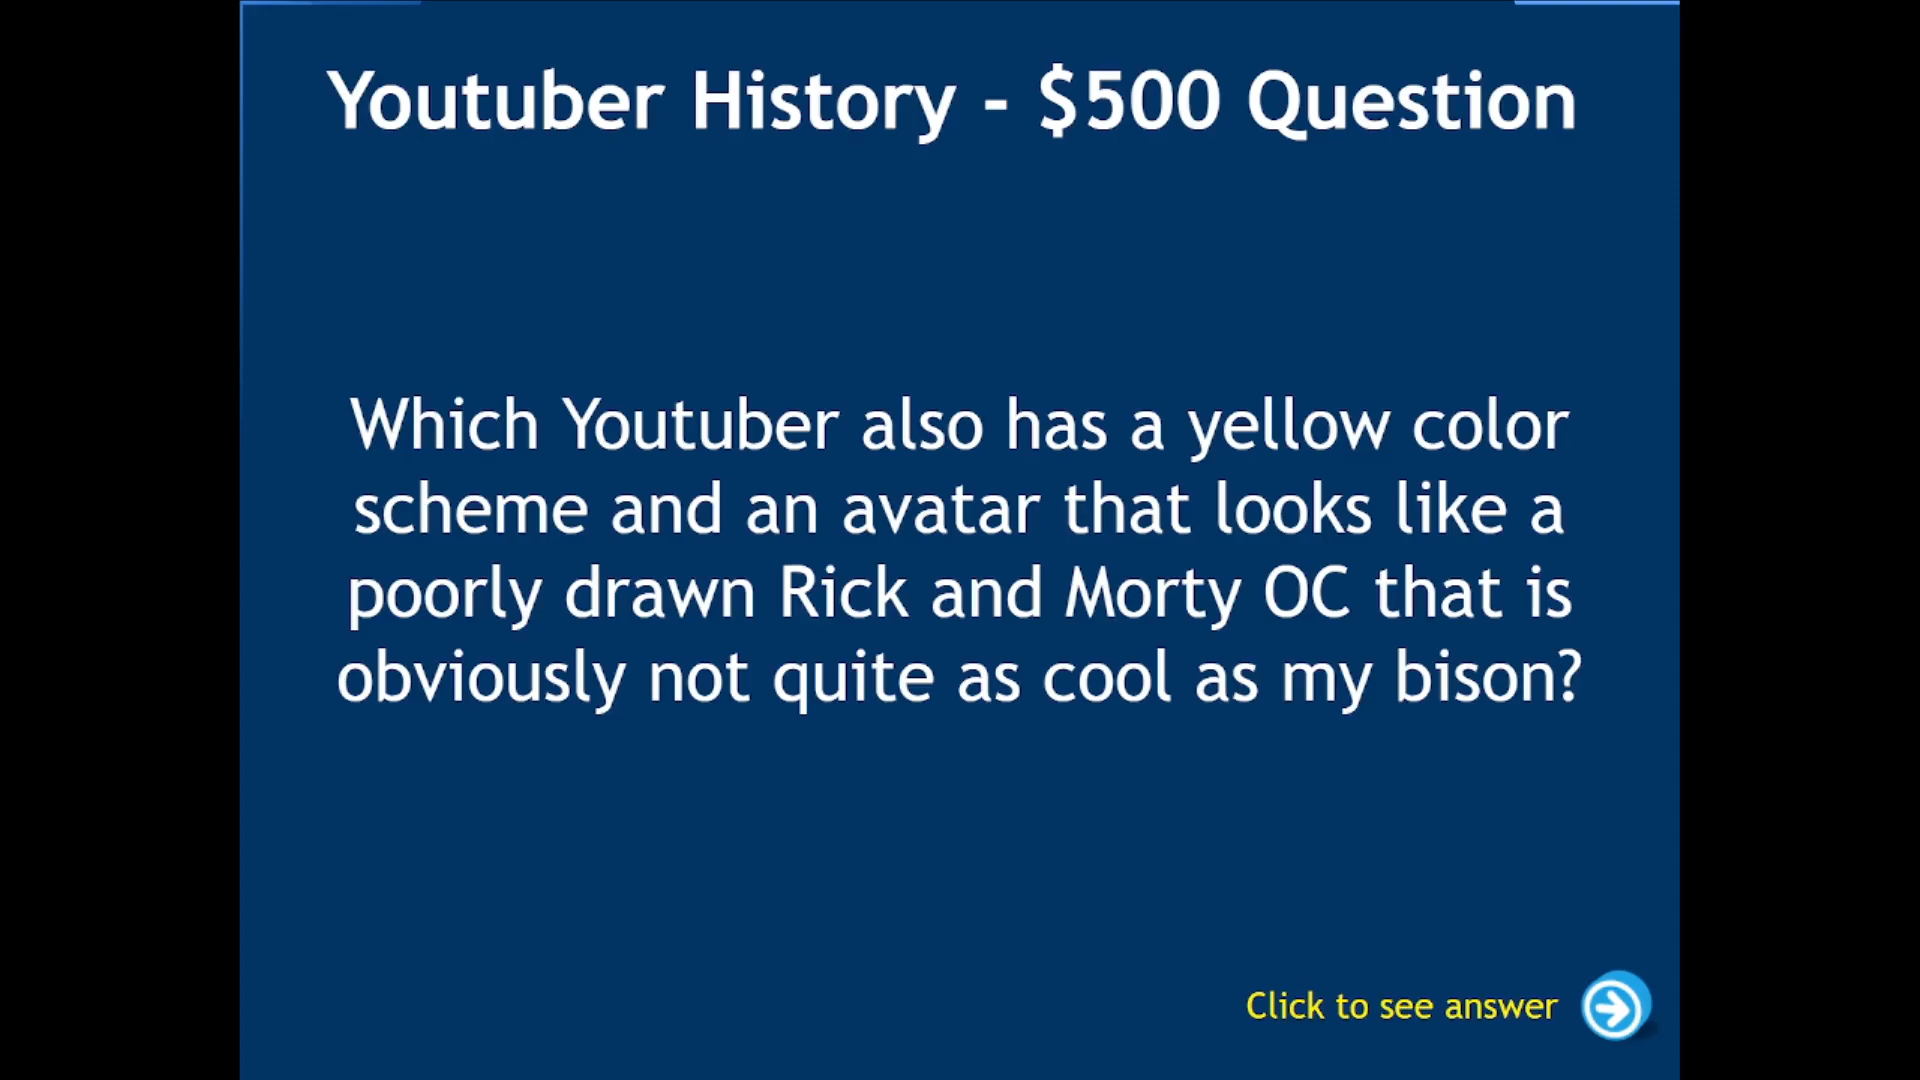 Youtuber History - $500 Question
Which Youtuber also has a yellow color
scheme and an avatar that looks like a
poorly drawn Rick and Morty OC that is
obviously not quite as cool as my bison?
Click to see answer